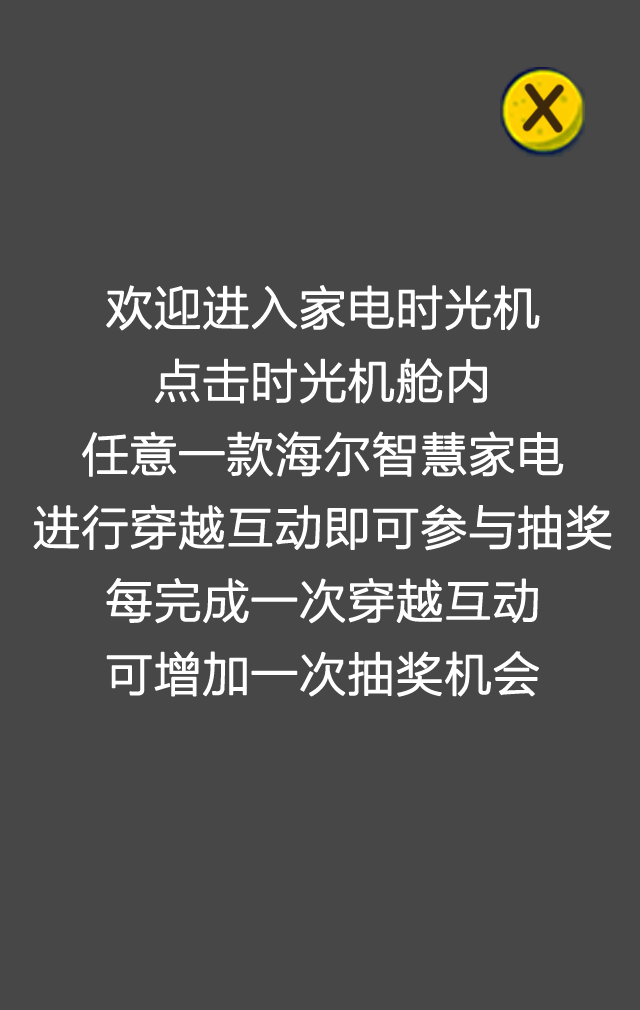 欢迎进入家电时光机
点击时光机舱内
任意一款海尔智慧家电
进行穿越互动即可参与抽奖
每完成一次穿越互动
可增加一次抽奖机会